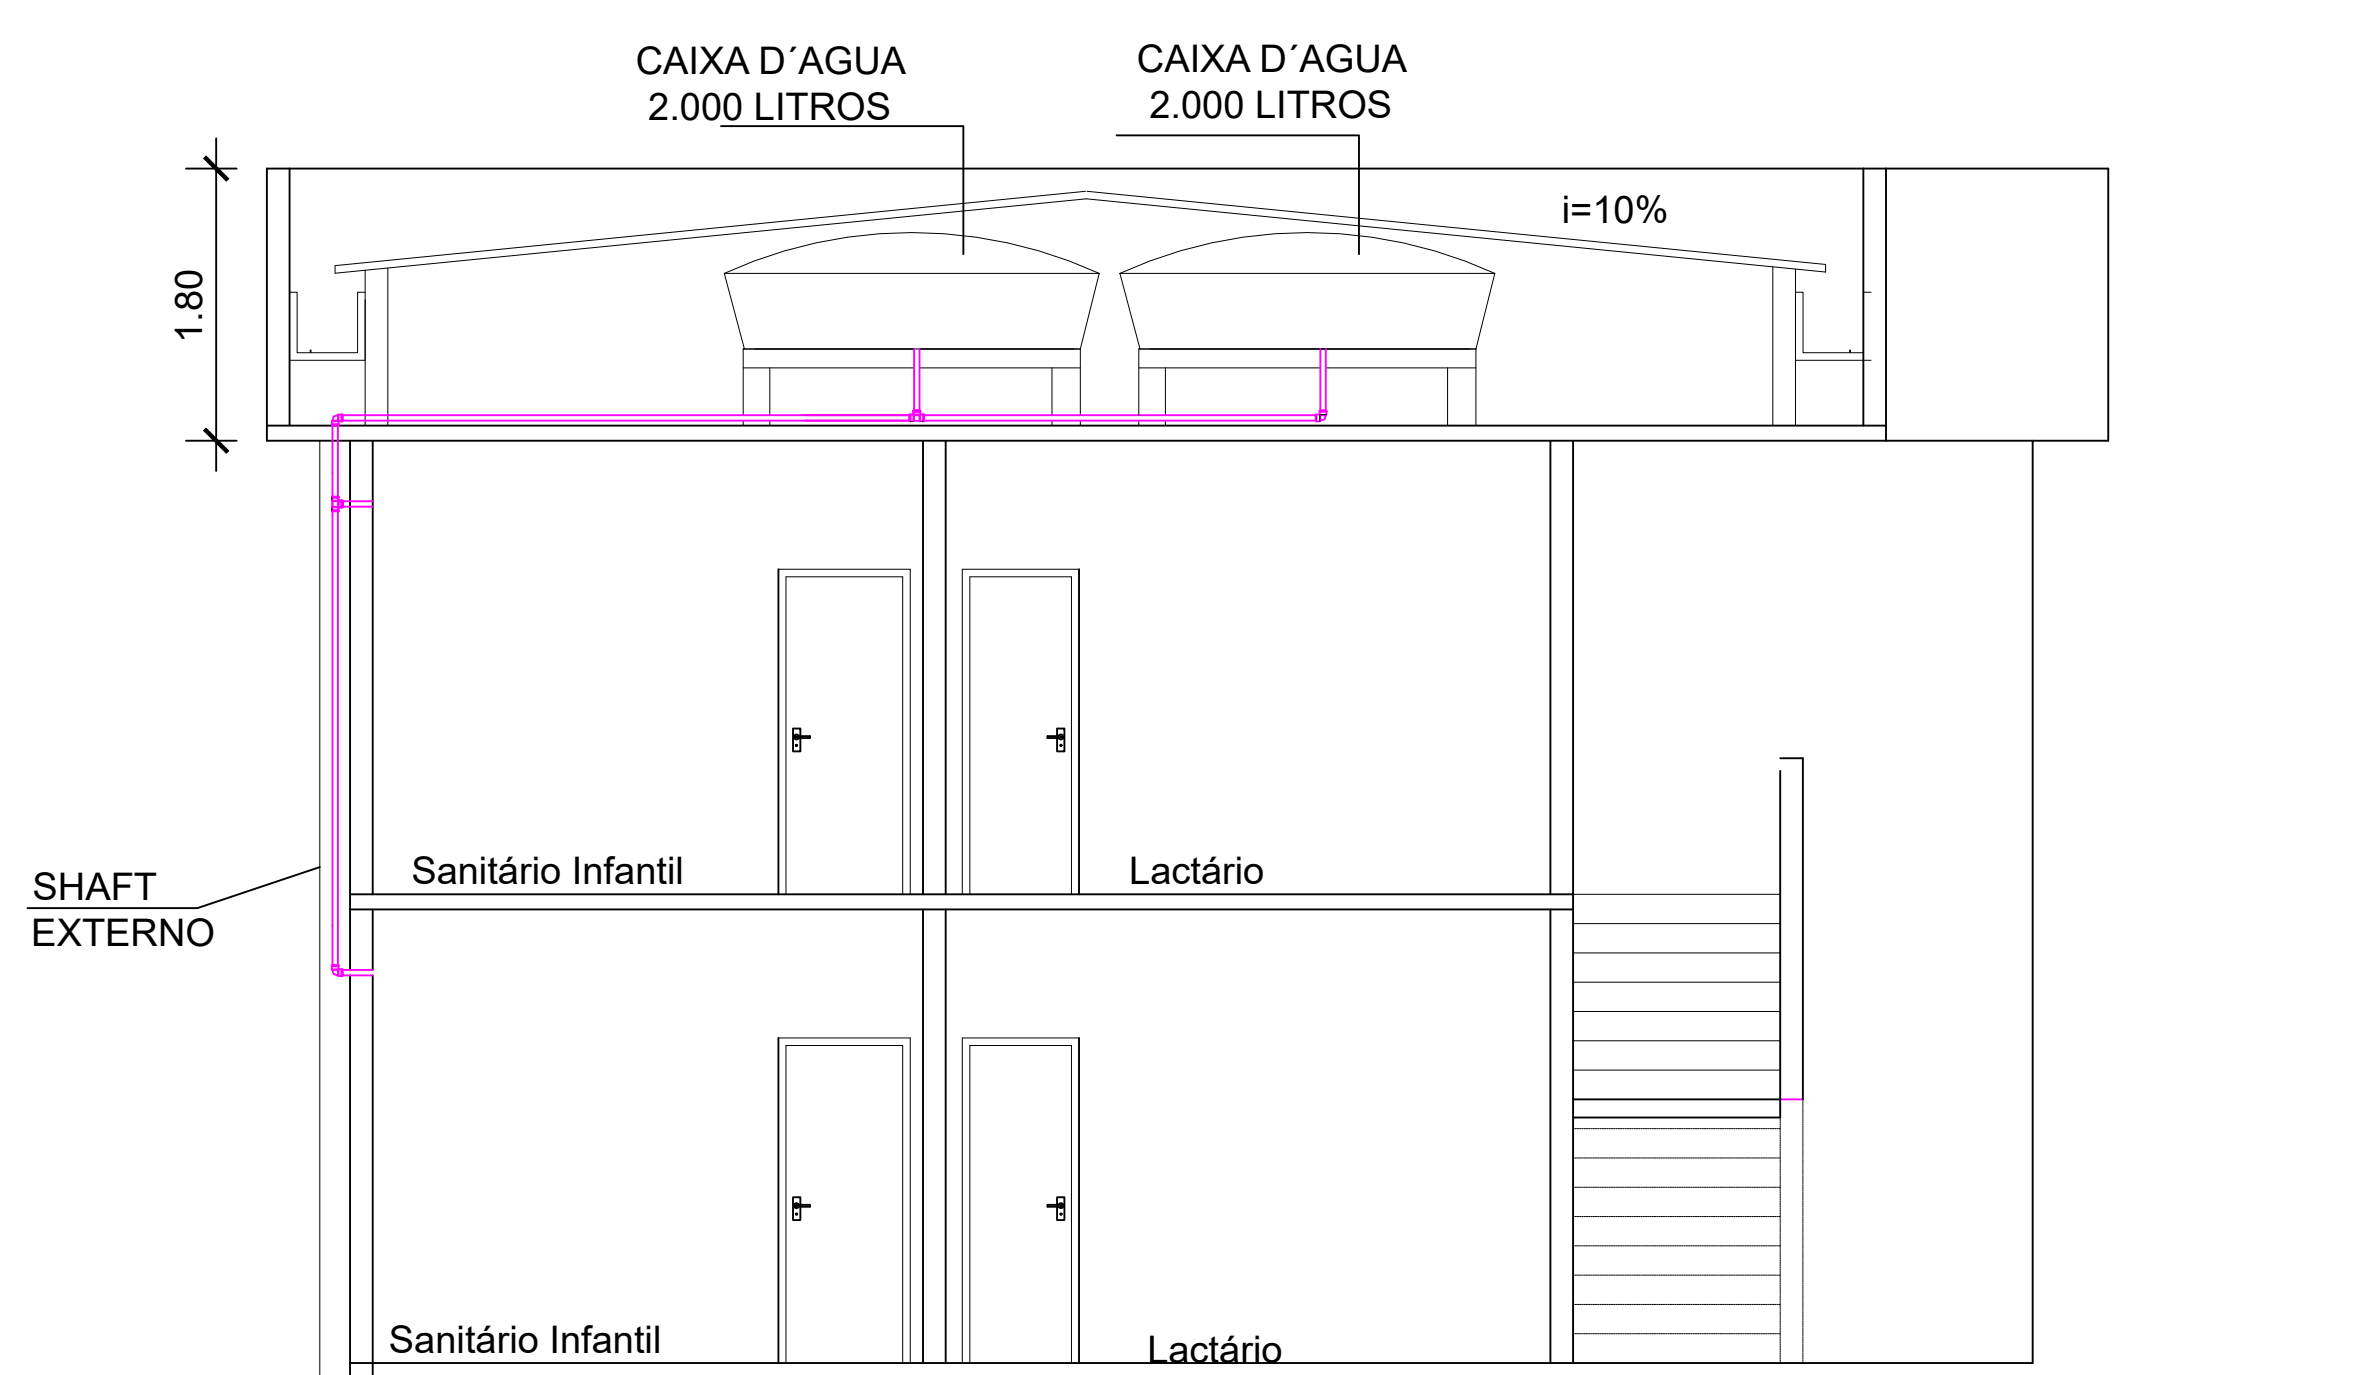 CAIXA D´AGUA
2.000 LITROS
CAIXA D´AGUA
2.000 LITROS
i=10%
1.80
Sanitário Infantil
Lactário
SHAFT
EXTERNO
Sanitário Infantil
Lactário